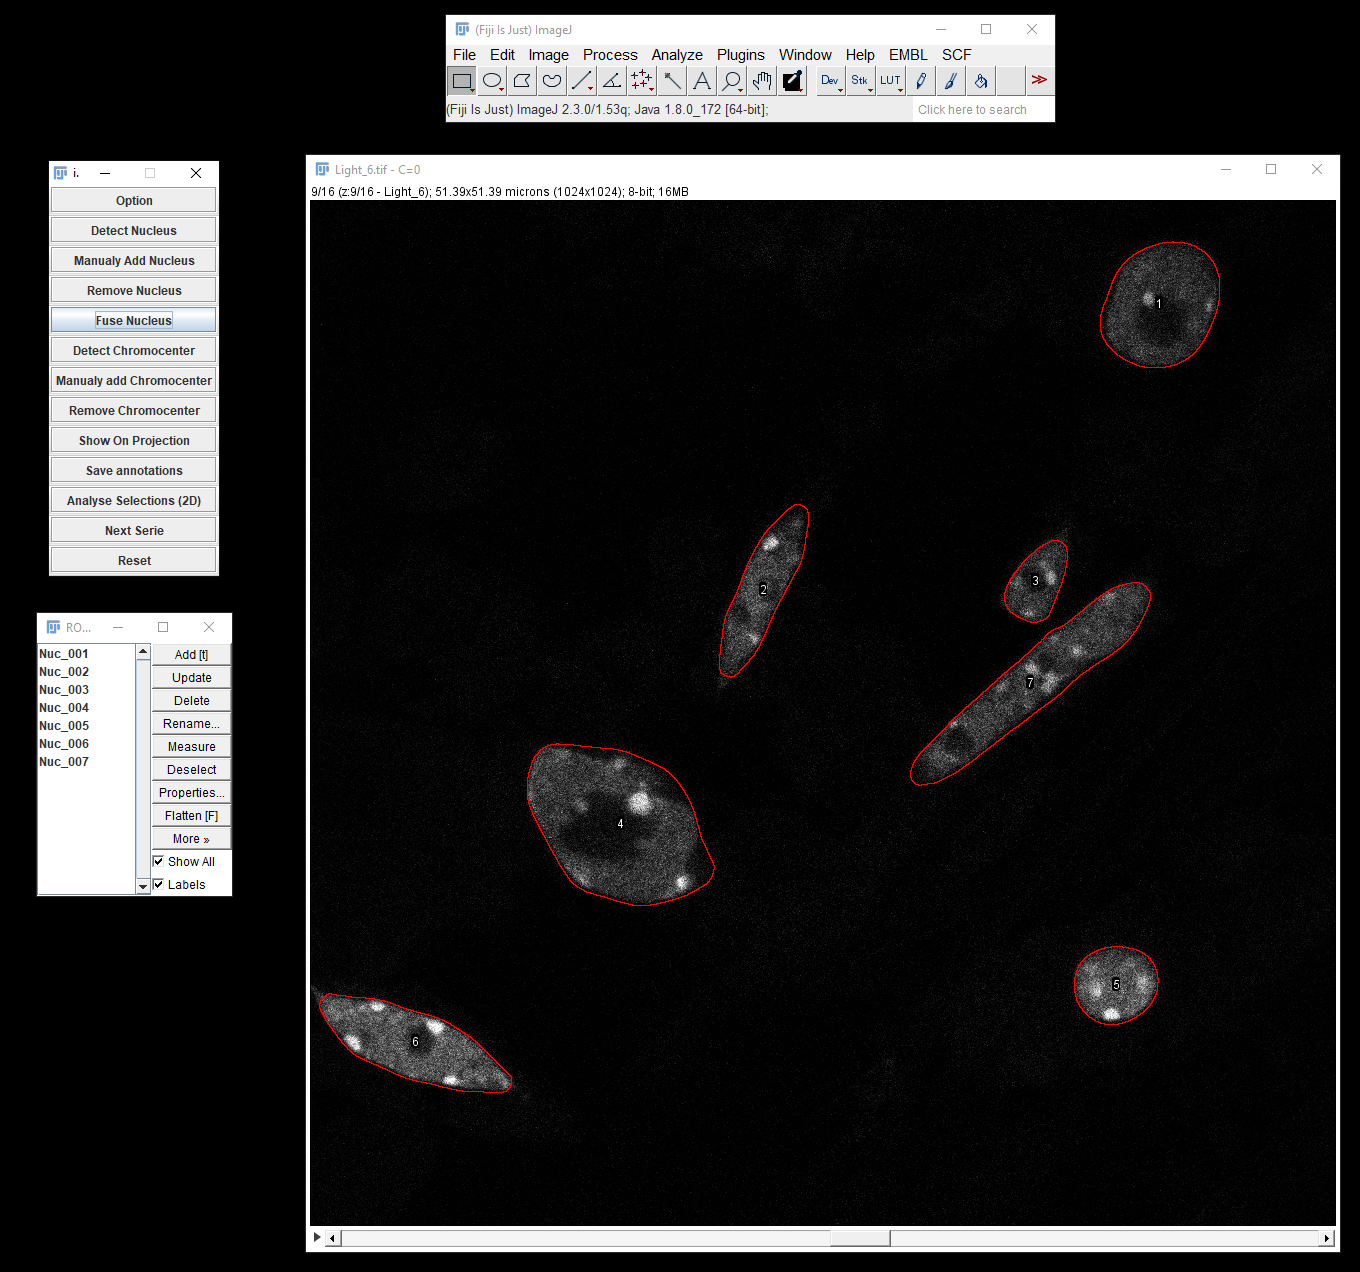 (Fiji Is Just) ImageJ
File Edit Image Process Analyze Plugins Window Help EMBL SCF
Dev Stk LUT >>
(Fiji Is Just) ImageJ 2.3.0/1.53q; Java 1.8.0_172 [64-bit]; Click here to search
i.
Option
Detect Nucleus
Manualy Add Nucleus
Remove Nucleus
Fuse Nucleus
Detect Chromocenter
Manualy add Chromocenter
Remove Chromocenter
Show On Projection
Save annotations
Analyse Selections (2D)
Next Serie
Reset
RO...
Nuc_001
Nuc_002
Nuc_003
Nuc_004
Nuc_005
Nuc_006
Nuc_007
Add [t]
Update
Delete
Rename...
Measure
Deselect
Properties...
Flatten [F]
More »
Show All
Labels
Light_6.tif - C=0
9/16 (z:9/16 - Light_6); 51.39x51.39 microns (1024x1024); 8-bit; 16MB
1
2
3
7
4
5
6